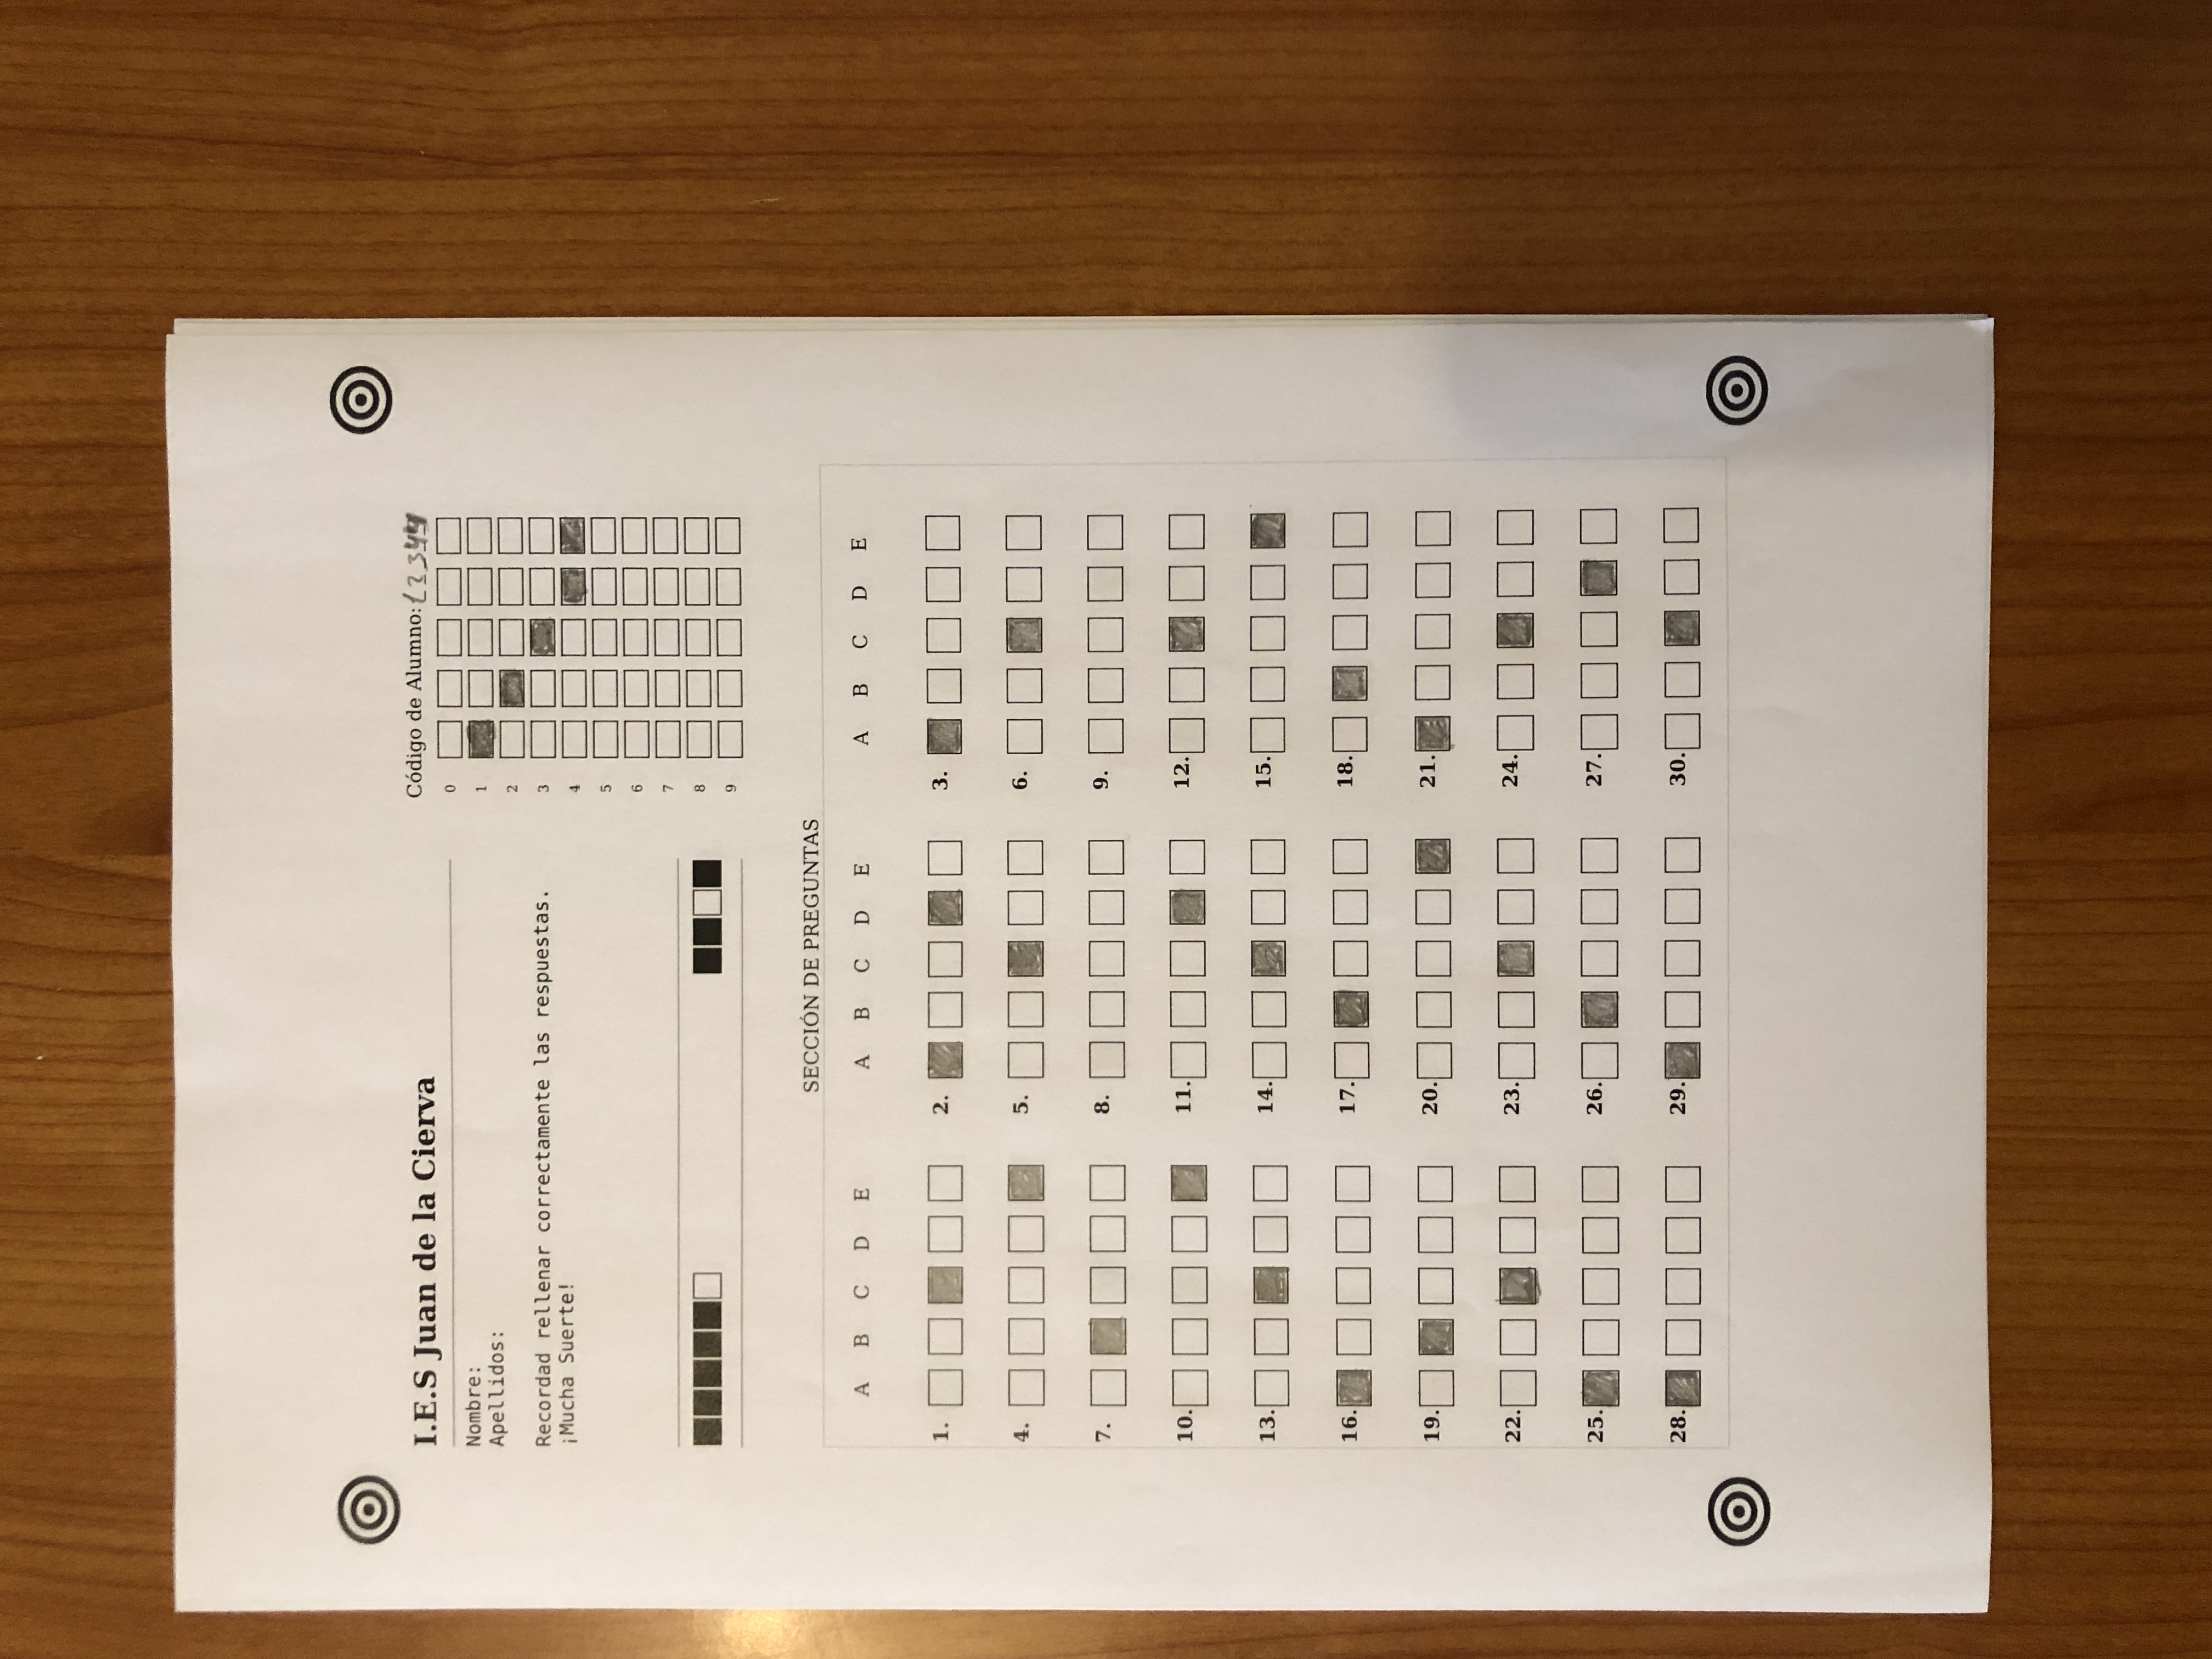 I.E.S Juan de la Cierva
Nombre:
Apellidos:
Recordad rellenar correctamente las respuestas.
¡Mucha Suerte!
Código de Alumno: 12344
0
1
2
3
4
5
6
7
8
9
SECCIÓN DE PREGUNTAS
A B C D E A B C D E A B C D E
1. 2. 3.
4. 5. 6.
7. 8. 9.
10. 11. 12.
13. 14. 15.
16. 17. 18.
19. 20. 21.
22. 23. 24.
25. 26. 27.
28. 29. 30.